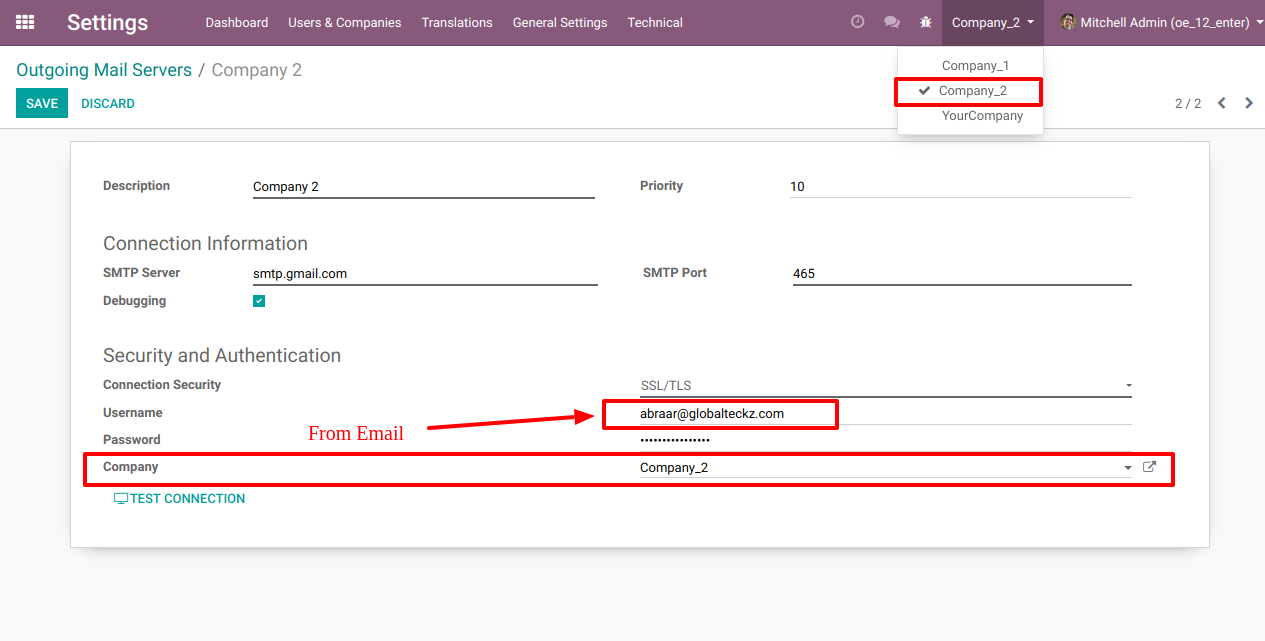 Settings Dashboard Users & Companies Translations General Settings Technical Company_2 Mitchell Admin (oe_12_enter)
Outgoing Mail Servers / Company 2
Company_1
Company_2
YourCompany
SAVE DISCARD
2 / 2
Description Company 2 Priority 10
Connection Information
SMTP Server smtp.gmail.com SMTP Port 465
Debugging
Security and Authentication
Connection Security SSL/TLS
Username abraar@globalteckz.com
From Email
Password ••••••••••••••••
Company Company_2
TEST CONNECTION